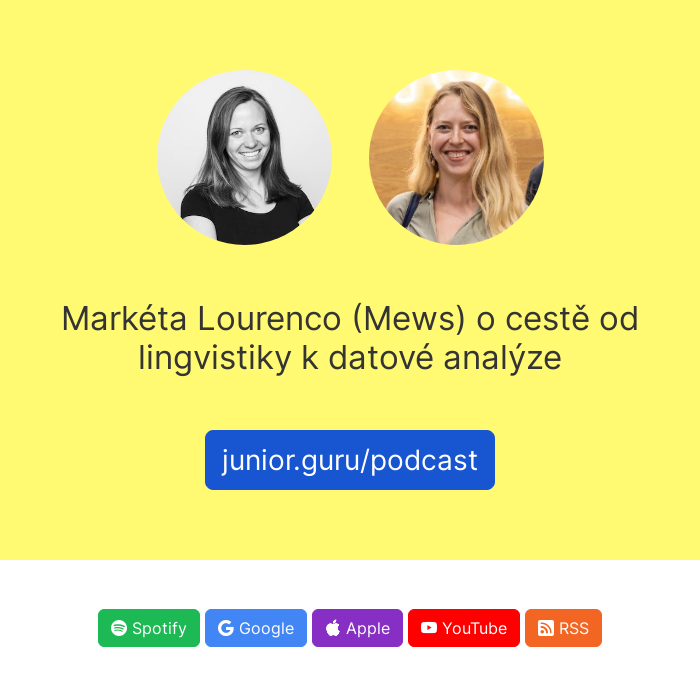 Markéta Lourenco (Mews) o cestě od
lingvistiky k datové analýze
junior.guru/podcast
Spotify Google Apple YouTube RSS